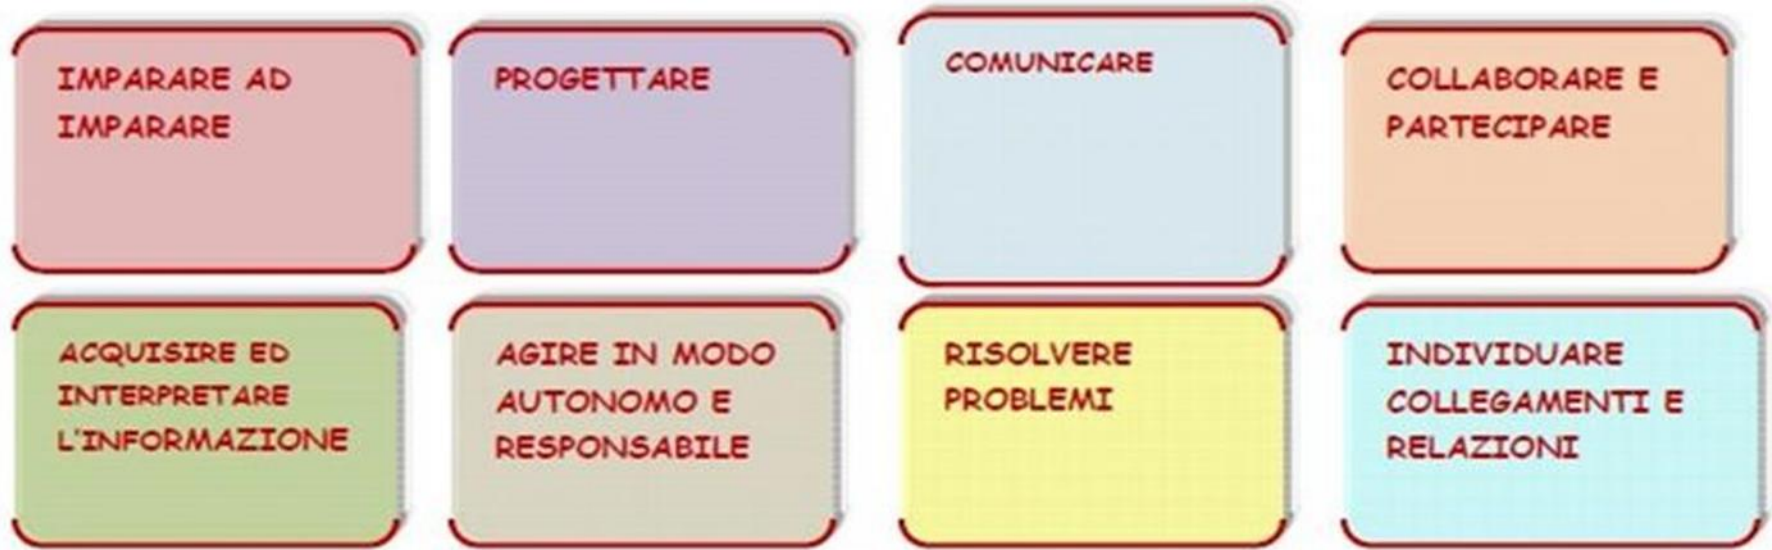 IMPARARE AD
IMPARARE
PROGETTARE
COMUNICARE
COLLABORARE E
PARTECIPARE
ACQUISIRE ED
INTERPRETARE
L'INFORMAZIONE
AGIRE IN MODO
AUTONOMO E
RESPONSABILE
RISOLVERE
PROBLEMI
INDIVIDUARE
COLLEGAMENTI E
RELAZIONI